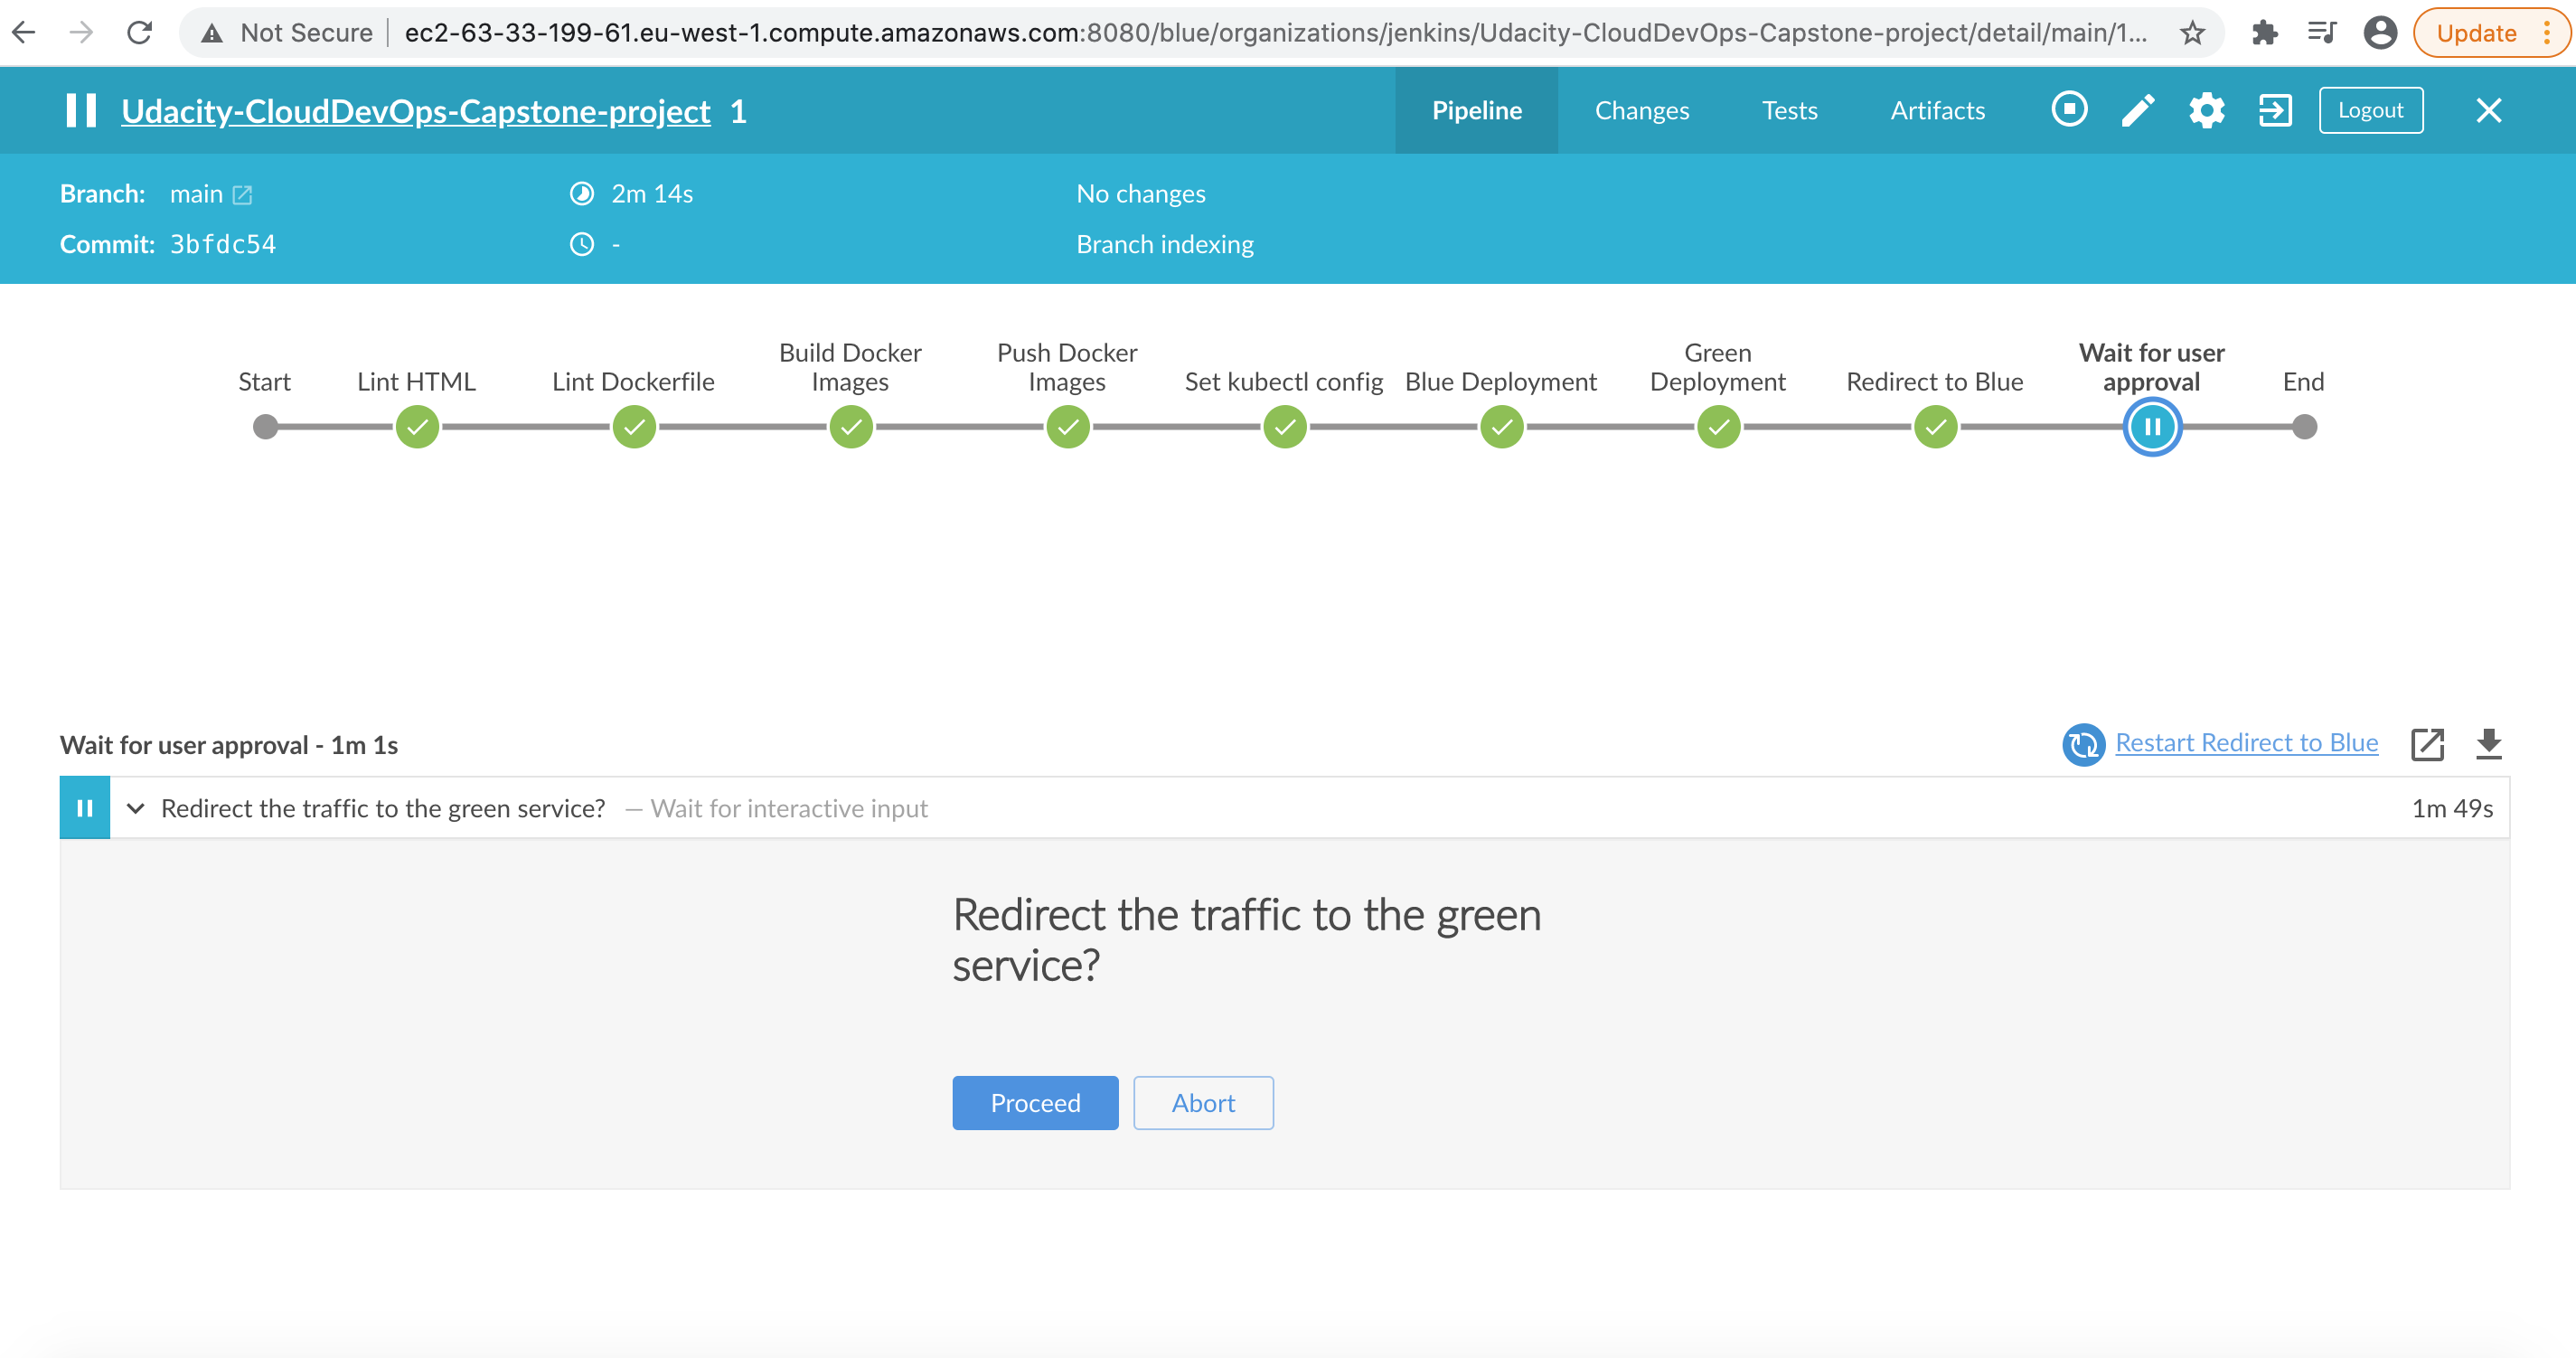 Not Secure
ec2-63-33-199-61.eu-west-1.compute.amazonaws.com:8080/blue/organizations/jenkins/Udacity-CloudDevOps-Capstone-project/detail/main/1...
Update
Udacity-CloudDevOps-Capstone-project 1
Pipeline
Changes
Tests
Artifacts
Logout
Branch: main
2m 14s
No changes
Commit: 3bfdc54
-
Branch indexing
Start
Lint HTML
Lint Dockerfile
Build Docker
Images
Push Docker
Images
Set kubectl config
Blue Deployment
Green
Deployment
Redirect to Blue
Wait for user
approval
End
Wait for user approval - 1m 1s
Restart Redirect to Blue
Redirect the traffic to the green service? — Wait for interactive input
1m 49s
Redirect the traffic to the green
service?
Proceed
Abort